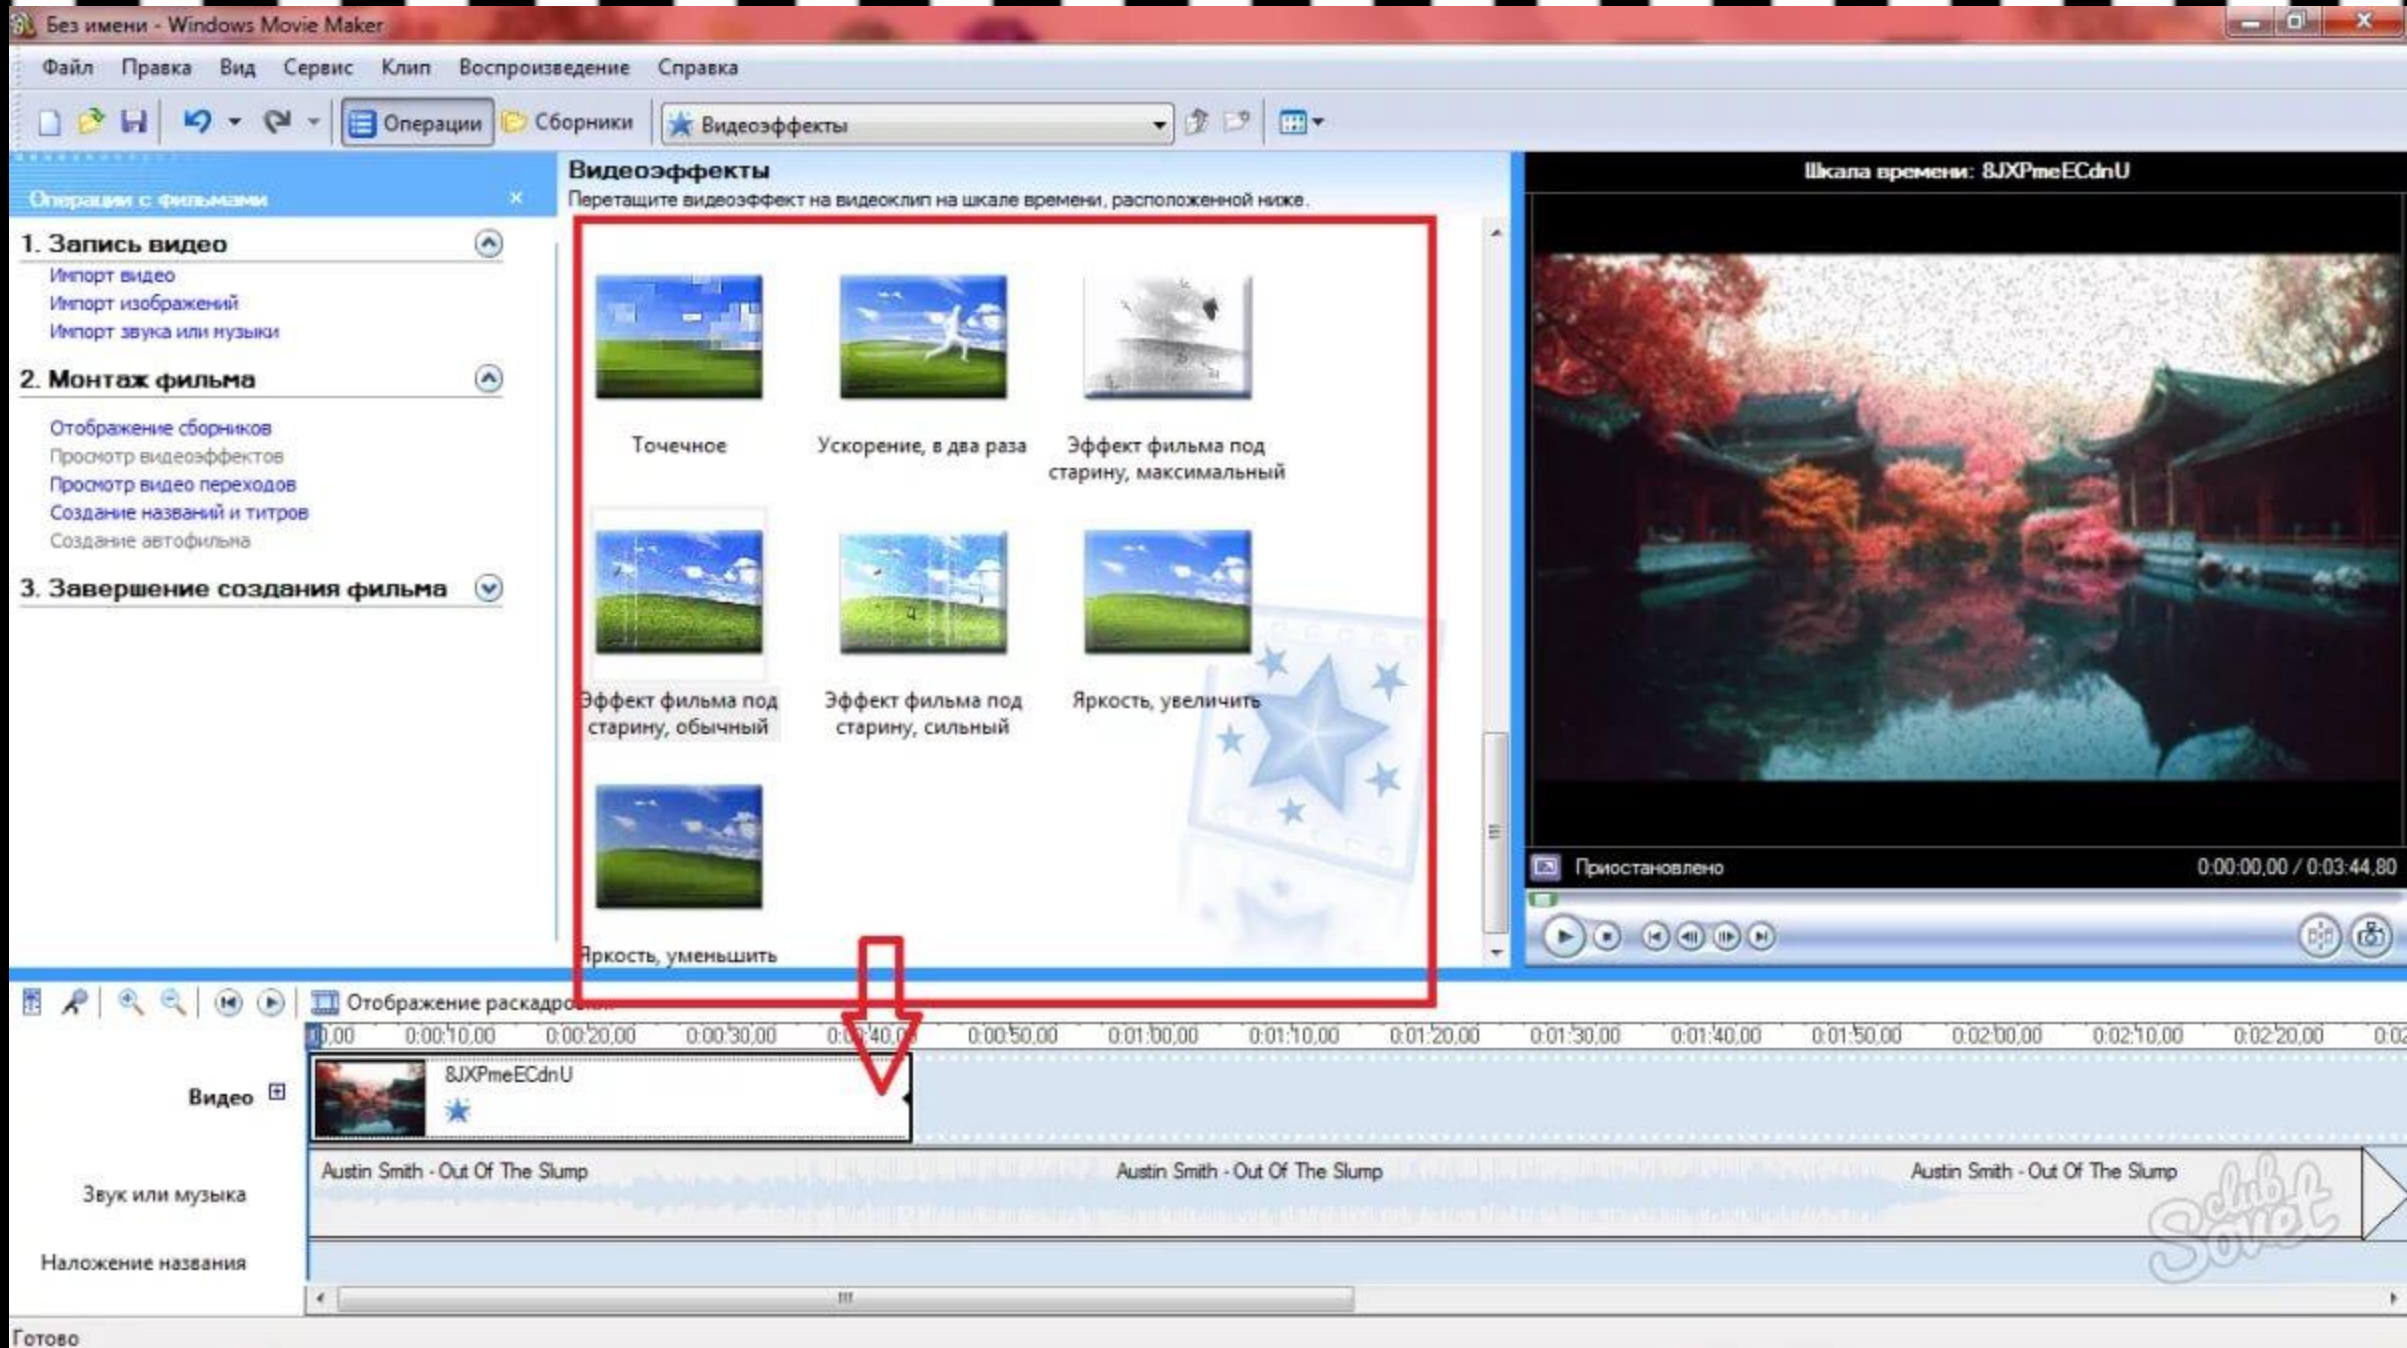 Без имени - Windows Movie Maker
Файл Правка Вид Сервис Клип Воспроизведение Справка
Операции Сборники Видеоэффекты
Операции с фильмами
1. Запись видео
Импорт видео
Импорт изображений
Импорт звука или музыки
2. Монтаж фильма
Отображение сборников
Просмотр видеоэффектов
Просмотр видео переходов
Создание названий и титров
Создание автофильма
3. Завершение создания фильма
Видеоэффекты
Перетащите видеоэффект на видеоклип на шкале времени, расположенной ниже.
Точечное
Ускорение, в два раза
Эффект фильма под
старину, максимальный
Эффект фильма под
старину, обычный
Эффект фильма под
старину, сильный
Яркость, увеличить
Яркость, уменьшить
Шкала времени: 8JXPmeECdnU
Приостановлено 0:00:00,00 / 0:03:44,80
Отображение
0:00:10,00 0:00:20,00 0:00:30,00 0:00:50,00 0:01:00,00 0:01:10,00 0:01:20,00 0:01:30,00 0:01:40,00 0:01:50,00 0:02:00,00 0:02:10,00 0:02:20,00
Видео
8JXPmeECdnU
Звук или музыка
Austin Smith - Out Of The Slump Austin Smith - Out Of The Slump Austin Smith - Out Of The Slump
Наложение названия
club
Sovet
Готово